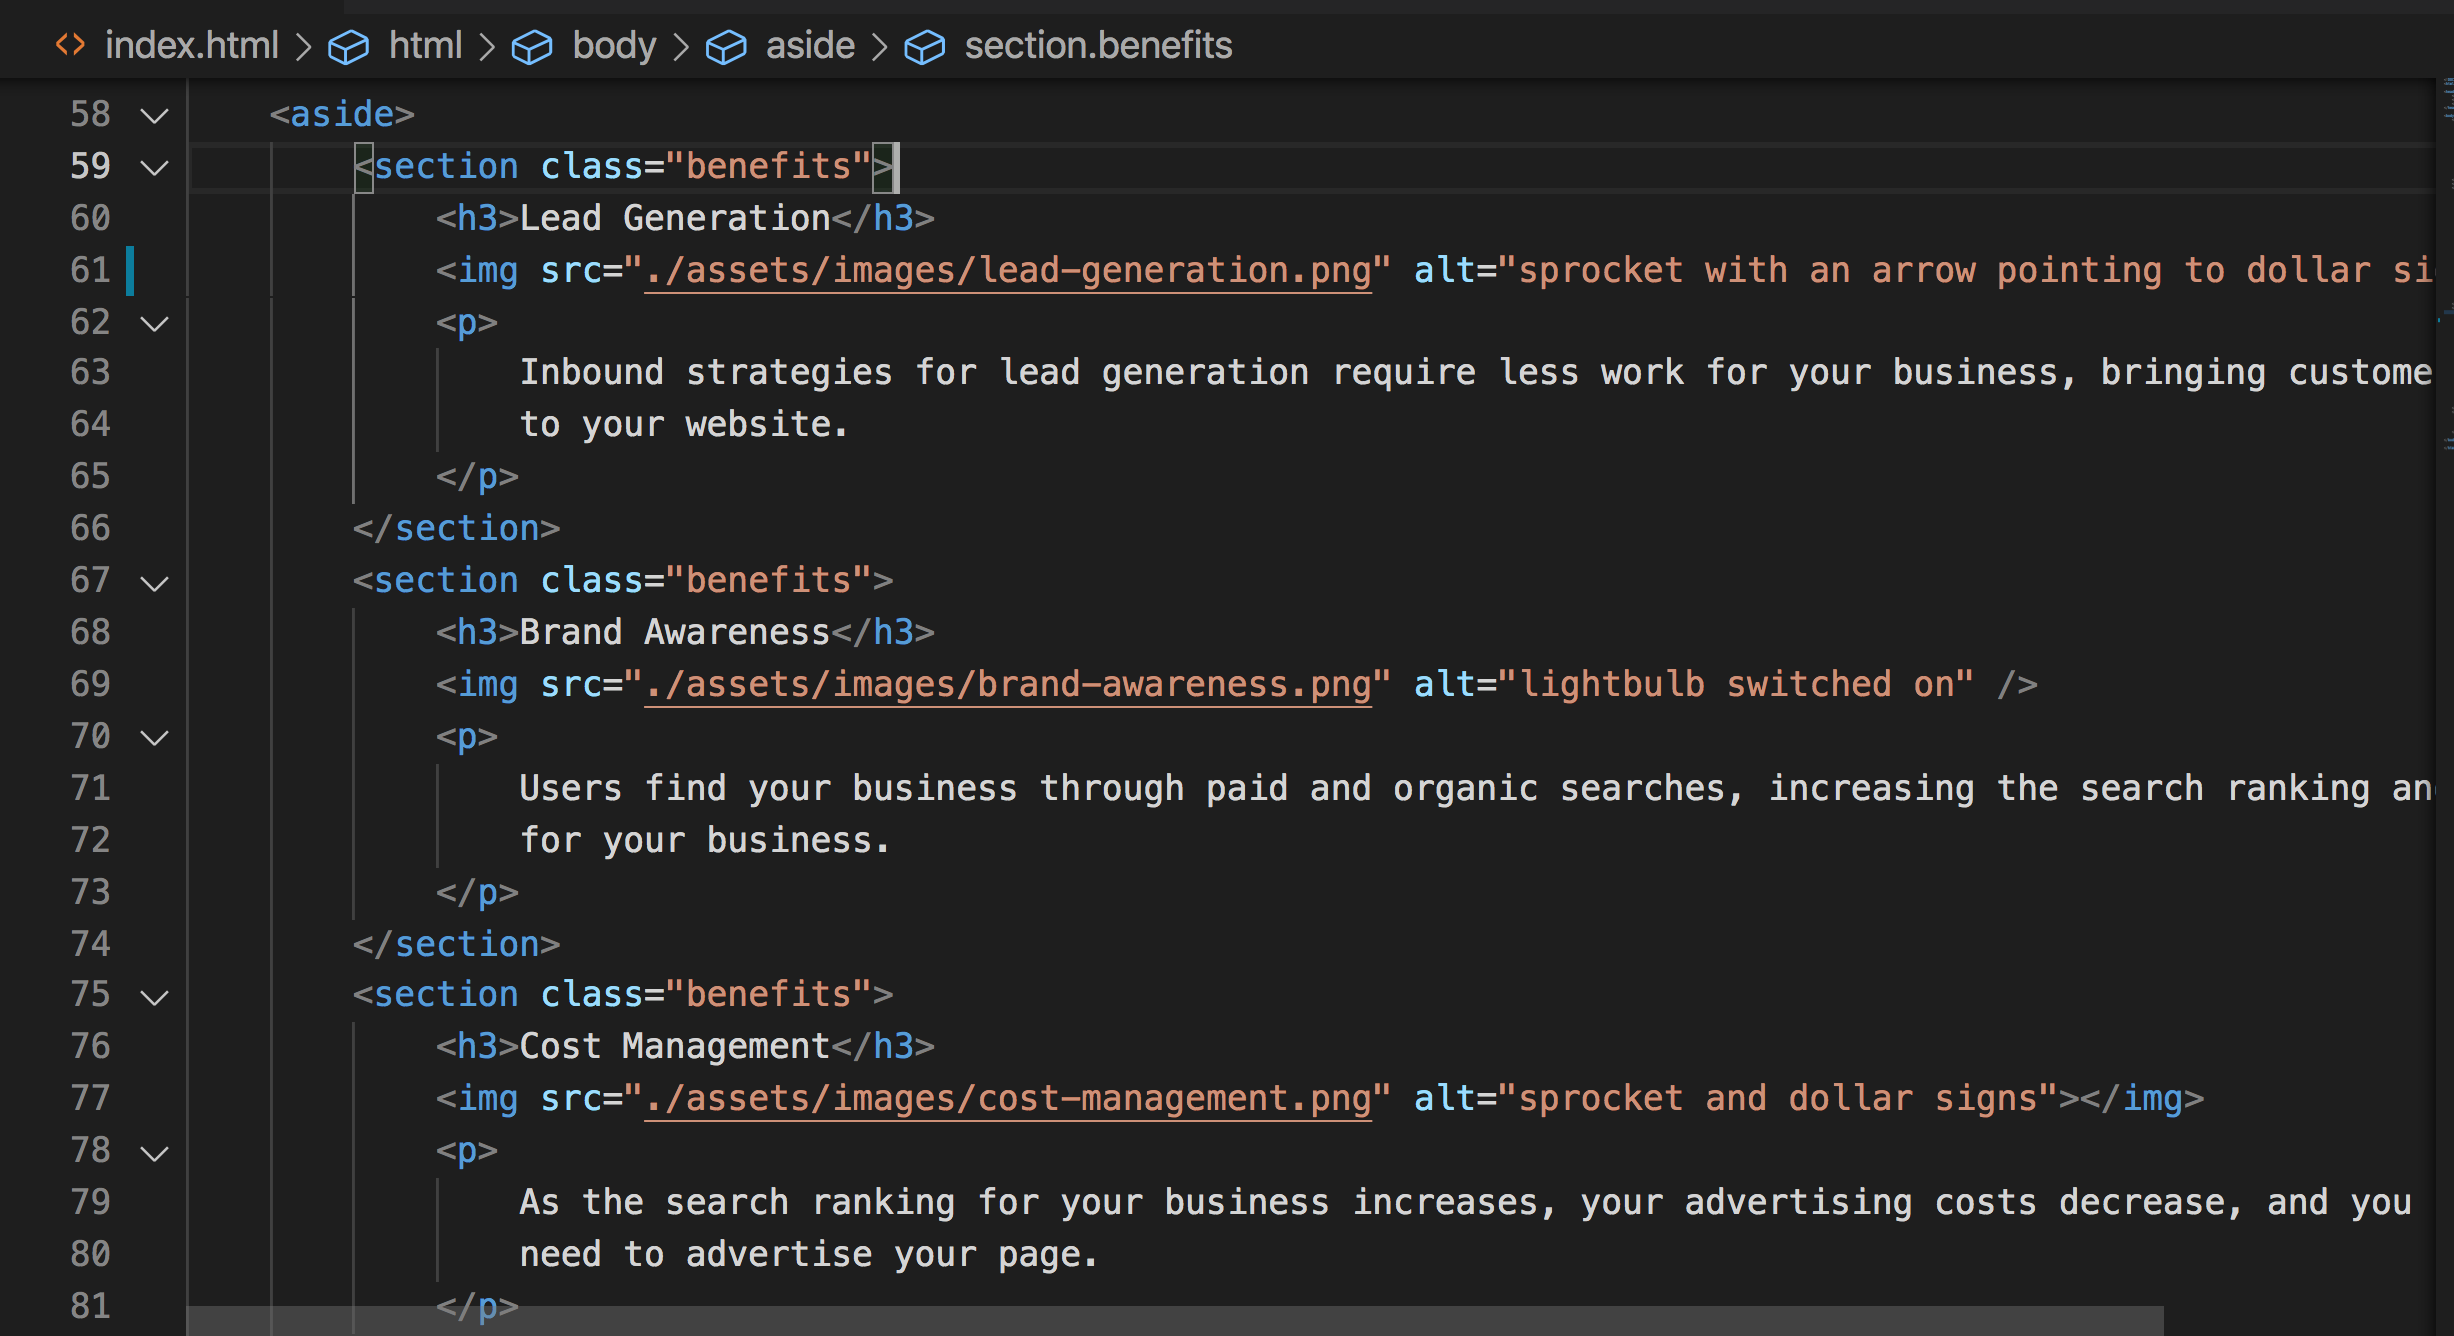 index.html > html > body > aside > section.benefits
58 <aside>
59 <section class="benefits">
60 <h3>Lead Generation</h3>
61 <img src="./assets/images/lead-generation.png" alt="sprocket with an arrow pointing to dollar
62 <p>
63 Inbound strategies for lead generation require less work for your business, bringing
64 to your website.
65 </p>
66 </section>
67 <section class="benefits">
68 <h3>Brand Awareness</h3>
69 <img src="./assets/images/brand-awareness.png" alt="lightbulb switched on" />
70 <p>
71 Users find your business through paid and organic searches, increasing the search ranking
72 for your business.
73 </p>
74 </section>
75 <section class="benefits">
76 <h3>Cost Management</h3>
77 <img src="./assets/images/cost-management.png" alt="sprocket and dollar signs"></img>
78 <p>
79 As the search ranking for your business increases, your advertising costs decrease, and you
80 need to advertise your page.
81 </p>